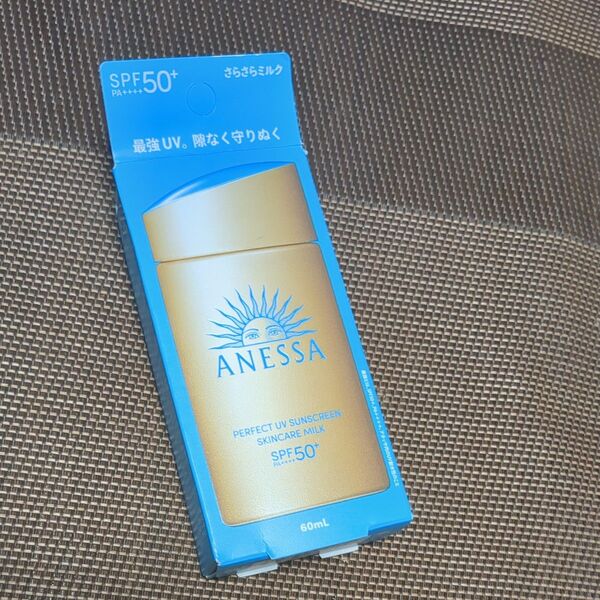 SPF50+
PA++++
さらさらミルク
最強UV。隙なく守りぬく
ANESSA
PERFECT UV SUNSCREEN
SKINCARE MILK
SPF50+
PA++++
60mL